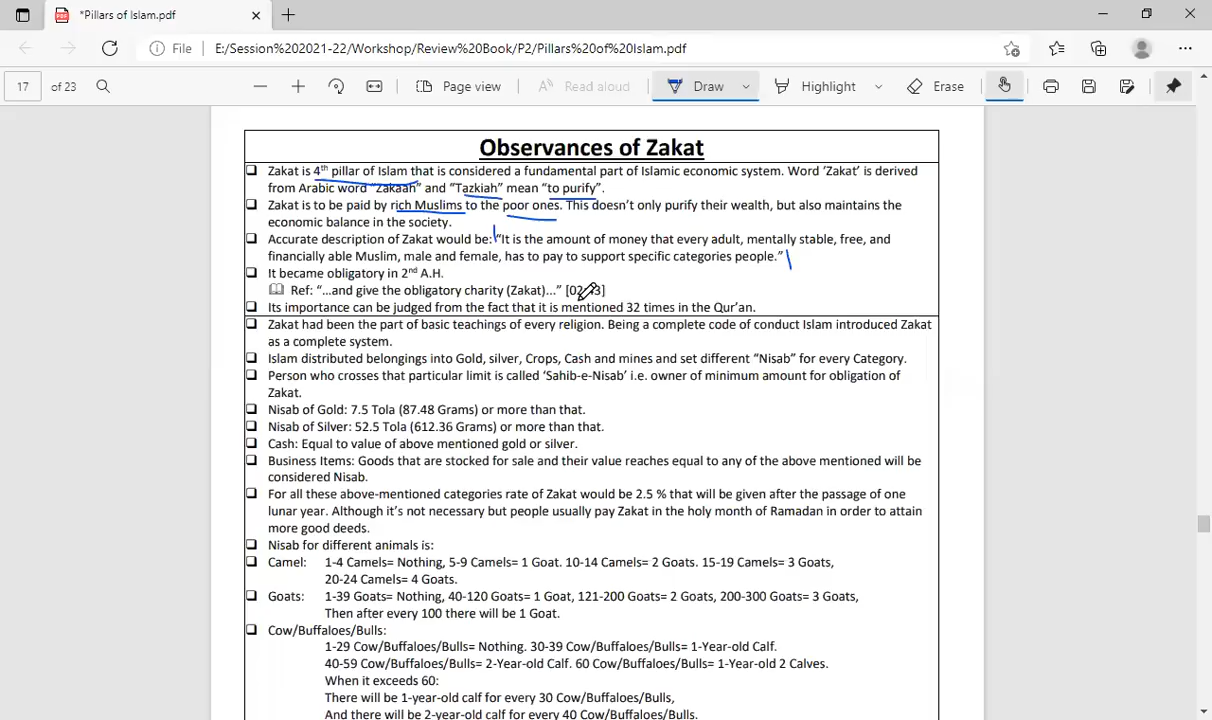 *Pillars of Islam.pdf
File E:/Session%202021-22/Workshop/Review%20Book/P2/Pillars%20of%20Islam.pdf
17 of 23 Page view Read aloud Draw Highlight Erase
Observances of Zakat
Zakat is 4th pillar of Islam that is considered a fundamental part of Islamic economic system. Word ‘Zakat’ is derived
from Arabic word “Zakaah” and “Tazkiah” mean “to purify”.
Zakat is to be paid by rich Muslims to the poor ones. This doesn’t only purify their wealth, but also maintains the
economic balance in the society.
Accurate description of Zakat would be: “It is the amount of money that every adult, mentally stable, free, and
financially able Muslim, male and female, has to pay to support specific categories people.”
It became obligatory in 2nd A.H.
Ref: “…and give the obligatory charity (Zakat)…”
Its importance can be judged from the fact that it is mentioned 32 times in the Qur’an.
Zakat had been the part of basic teachings of every religion. Being a complete code of conduct Islam introduced Zakat
as a complete system.
Islam distributed belongings into Gold, silver, Crops, Cash and mines and set different “Nisab” for every Category.
Person who crosses that particular limit is called ‘Sahib-e-Nisab’ i.e. owner of minimum amount for obligation of
Zakat.
Nisab of Gold: 7.5 Tola (87.48 Grams) or more than that.
Nisab of Silver: 52.5 Tola (612.36 Grams) or more than that.
Cash: Equal to value of above mentioned gold or silver.
Business Items: Goods that are stocked for sale and their value reaches equal to any of the above mentioned will be
considered Nisab.
For all these above-mentioned categories rate of Zakat would be 2.5 % that will be given after the passage of one
lunar year. Although it’s not necessary but people usually pay Zakat in the holy month of Ramadan in order to attain
more good deeds.
Nisab for different animals is:
Camel: 1-4 Camels= Nothing, 5-9 Camels= 1 Goat. 10-14 Camels= 2 Goats. 15-19 Camels= 3 Goats,
20-24 Camels= 4 Goats.
Goats: 1-39 Goats= Nothing, 40-120 Goats= 1 Goat, 121-200 Goats= 2 Goats, 200-300 Goats= 3 Goats,
Then after every 100 there will be 1 Goat.
Cow/Buffaloes/Bulls:
1-29 Cow/Buffaloes/Bulls= Nothing. 30-39 Cow/Buffaloes/Bulls= 1-Year-old Calf.
40-59 Cow/Buffaloes/Bulls= 2-Year-old Calf. 60 Cow/Buffaloes/Bulls= 1-Year-old 2 Calves.
When it exceeds 60:
There will be 1-year-old calf for every 30 Cow/Buffaloes/Bulls,
And there will be 2-year-old calf for every 40 Cow/Buffaloes/Bulls.